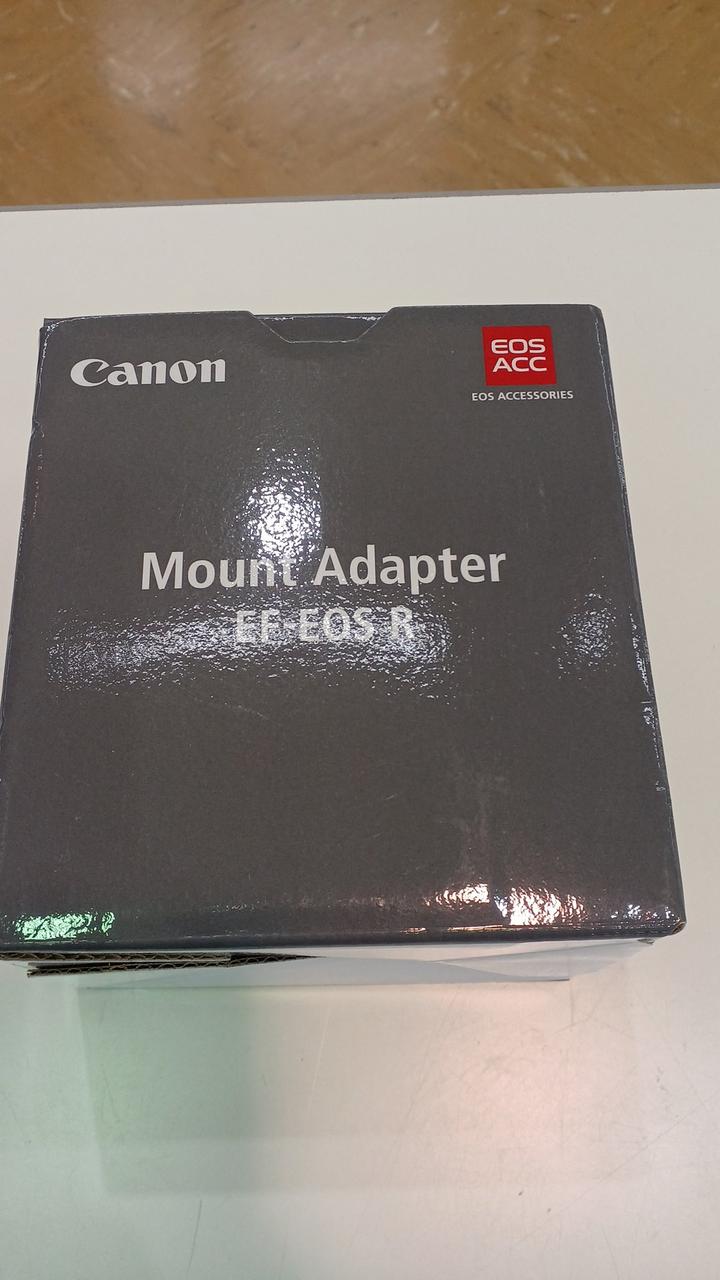 Canon
EOS
ACC
EOS ACCESSORIES
Mount Adapter
EF-EOS R